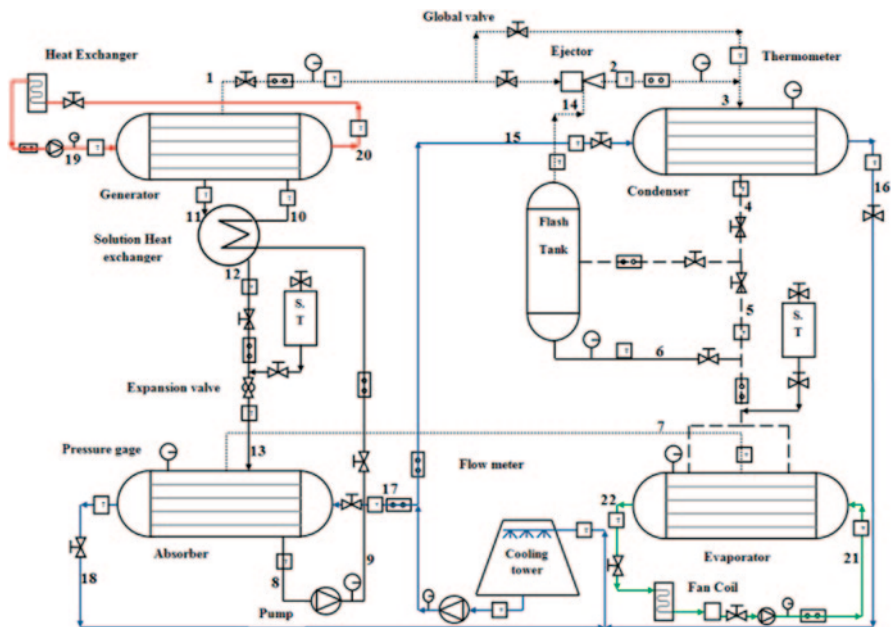 Global valve
Heat Exchanger
Ejector
1
2
Thermometer
14
3
15
19
20
Generator
Condenser
16
11
10
4
Flash
Tank
Solution Heat
exchanger
12
S.
T
5
S.
T
6
Expansion valve
7
Pressure gage
13
Flow meter
17
22
Absorber
9
Cooling
tower
Evaporator
21
18
8
Fan Coil
Pump